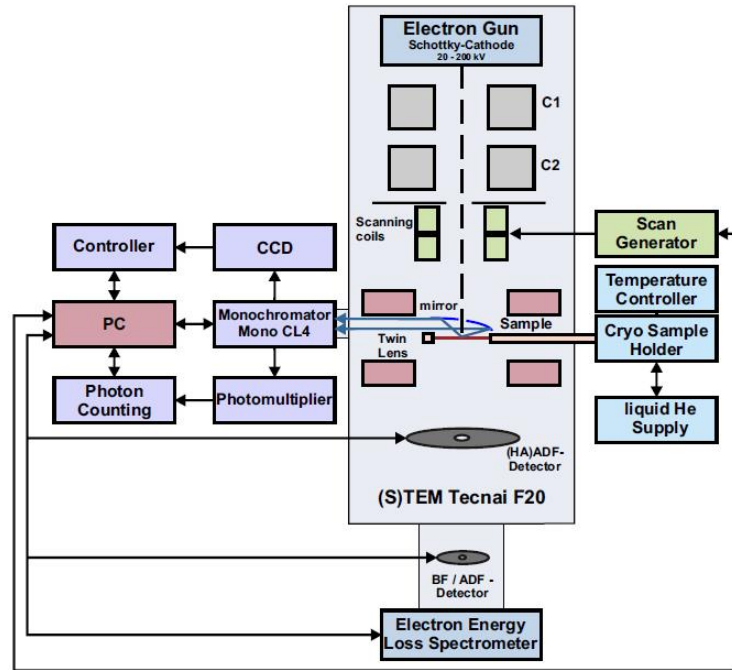 Electron Gun
Schottky-Cathode
20 - 200 kV
C1
C2
Scanning
coils
Scan
Generator
Controller
CCD
Temperature
Controller
PC
Monochromator
Mono CL4
mirror
Sample
Twin
Lens
Cryo Sample
Holder
Photon
Counting
Photomultiplier
liquid He
Supply
(HA)ADF-
Detector
(S)TEM Tecnai F20
BF / ADF -
Detector
Electron Energy
Loss Spectrometer